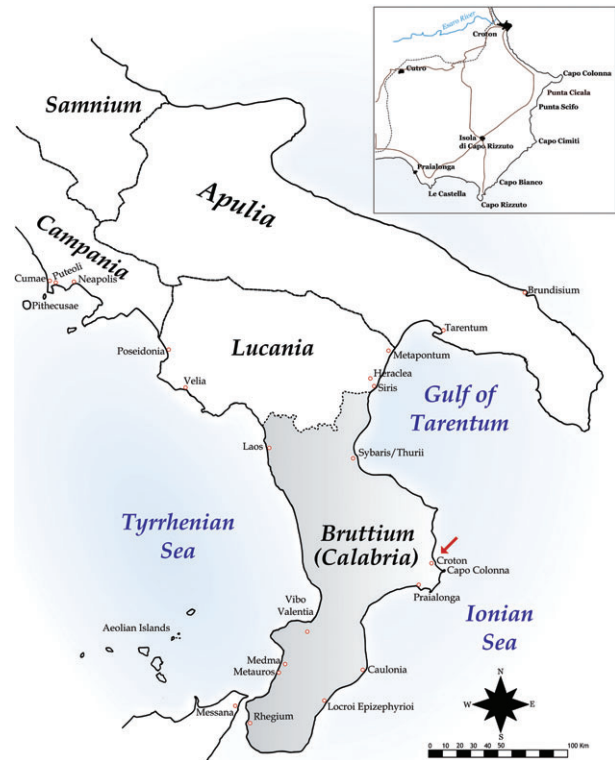 Esaro River
Croton
Cutro
Capo Colonna
Punta Cicala
Punta Scifo
Isola
di Capo Rizzuto
Capo Cimiti
Praialonga
Le Castella
Capo Bianco
Capo Rizzuto
Samnium
Apulia
Campania
Cumae
Puteoli
Neapolis
Pithecusae
Brundisium
Tarentum
Poseidonia
Lucania
Metapontum
Velia
Heraclea
Siris
Gulf of
Tarentum
Laos
Sybaris/Thurii
Tyrrhenian
Sea
Bruttium
(Calabria)
Croton
Capo Colonna
Praialonga
Vibo
Valentia
Ionian
Sea
Aeolian Islands
Medma
Metauros
Caulonia
Messana
Rhegium
Locroi Epizephyrioi
N
W
E
S
0 10 20 30 40 50 100 Km